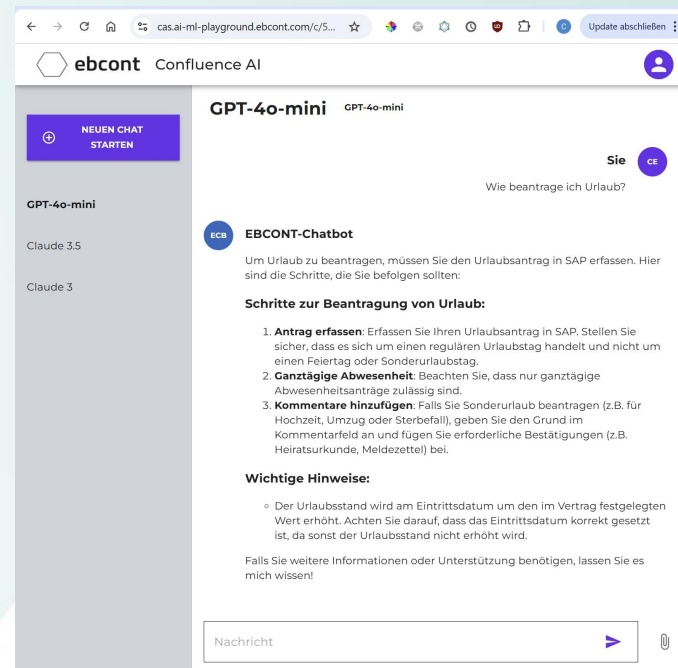 cas.ai-ml-playground.ebcont.com/c/5...
C
Update abschließen
ebcont Confluence AI
NEUEN CHAT
STARTEN
GPT-4o-mini
Claude 3.5
Claude 3
GPT-4o-mini GPT-4o-mini
Sie
CE
Wie beantrage ich Urlaub?
ECB
EBCONT-Chatbot
Um Urlaub zu beantragen, müssen Sie den Urlaubsantrag in SAP erfassen. Hier
sind die Schritte, die Sie befolgen sollten:
Schritte zur Beantragung von Urlaub:
1. Antrag erfassen: Erfassen Sie Ihren Urlaubsantrag in SAP. Stellen Sie
sicher, dass es sich um einen regulären Urlaubstag handelt und nicht um
einen Feiertag oder Sonderurlaubstag.
2. Ganztägige Abwesenheit: Beachten Sie, dass nur ganztägige
Abwesenheitsanträge zulässig sind.
3. Kommentare hinzufügen: Falls Sie Sonderurlaub beantragen (z.B. für
Hochzeit, Umzug oder Sterbefall), geben Sie den Grund im
Kommentarfeld an und fügen Sie erforderliche Bestätigungen (z.B.
Heiratsurkunde, Meldezettel) bei.
Wichtige Hinweise:
Der Urlaubsstand wird am Eintrittsdatum um den im Vertrag festgelegten
Wert erhöht. Achten Sie darauf, dass das Eintrittsdatum korrekt gesetzt
ist, da sonst der Urlaubsstand nicht erhöht wird.
Falls Sie weitere Informationen oder Unterstützung benötigen, lassen Sie es
mich wissen!
Nachricht